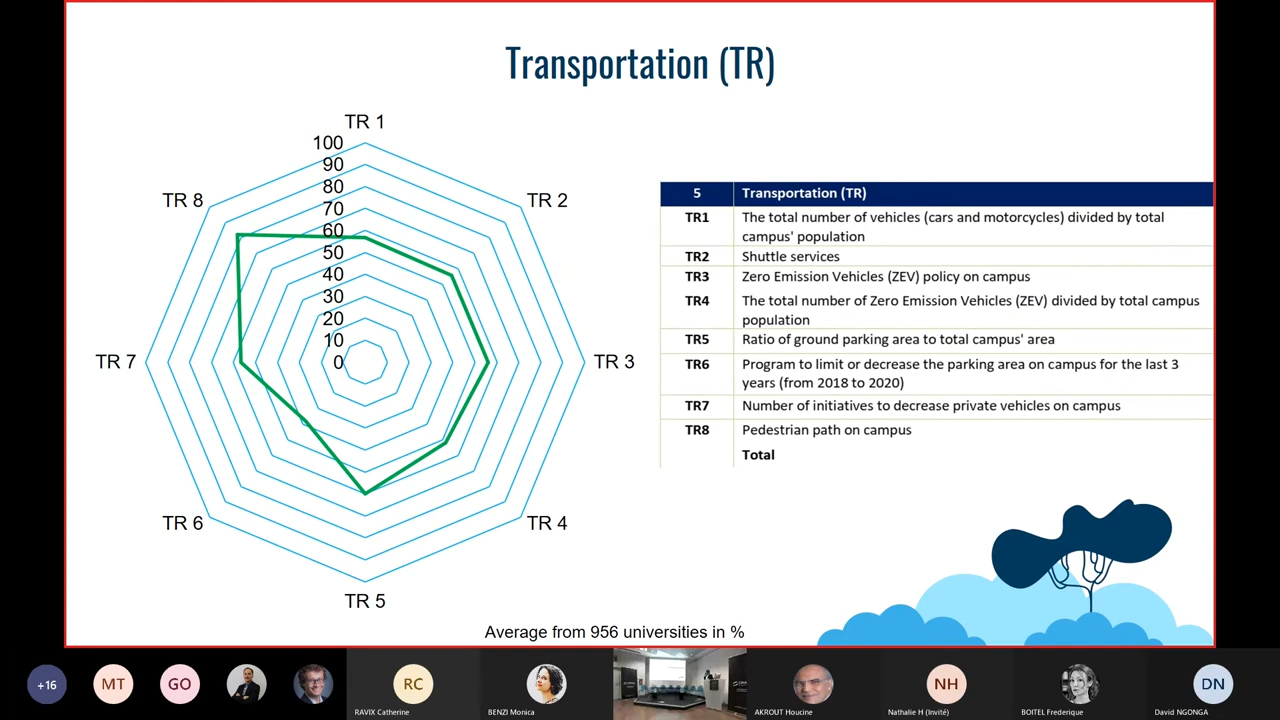 Transportation (TR)
TR 1
100
90
80
70
60
50
40
30
20
10
0
TR 8
TR 2
TR 7
TR 3
TR 6
TR 4
TR 5
5 Transportation (TR)
TR1 The total number of vehicles (cars and motorcycles) divided by total
campus' population
TR2 Shuttle services
TR3 Zero Emission Vehicles (ZEV) policy on campus
TR4 The total number of Zero Emission Vehicles (ZEV) divided by total campus
population
TR5 Ratio of ground parking area to total campus' area
TR6 Program to limit or decrease the parking area on campus for the last 3
years (from 2018 to 2020)
TR7 Number of initiatives to decrease private vehicles on campus
TR8 Pedestrian path on campus
Total
Average from 956 universities in %
+16
MT
GO
RC
NH
DN
RAVIX Catherine
BENZI Monica
AKROUT Houcine
Nathalie H (Invité)
BOITEL Frederique
David NGONGA